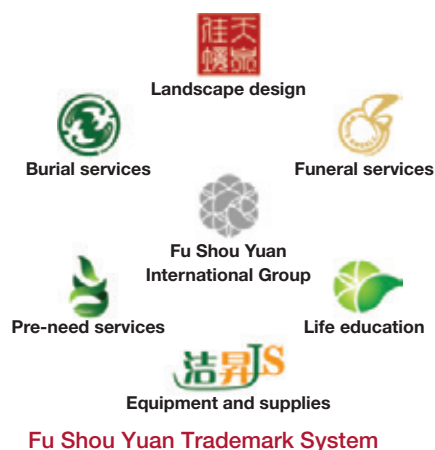 Landscape design
Burial services
Funeral services
Fu Shou Yuan
International Group
Pre-need services
Life education
洁昇JS
Equipment and supplies
Fu Shou Yuan Trademark System